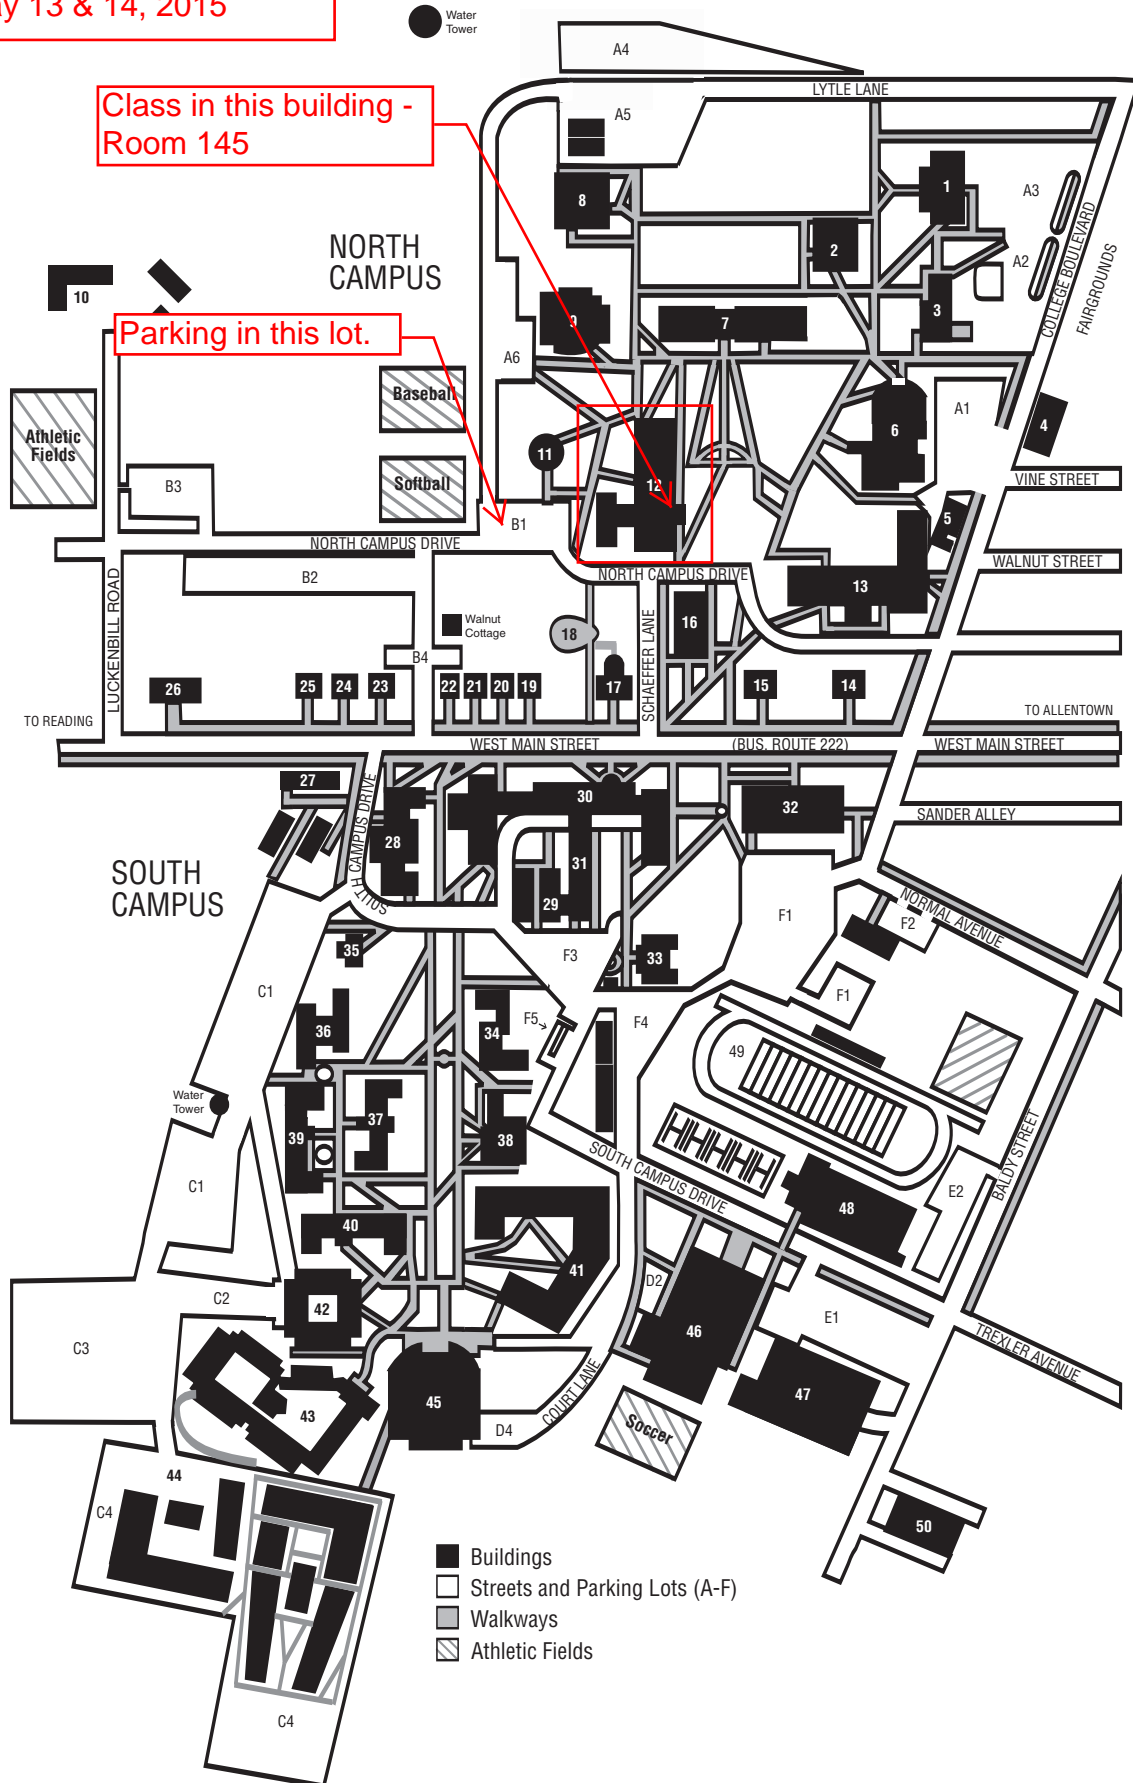 y 13 & 14, 2015
Water
Tower
A4
LYTLE LANE
Class in this building -
Room 145
A5
1
A3
8
COLLEGE BOULEVARD
NORTH
CAMPUS
2
A2
FAIRGROUNDS
10
3
Parking in this lot.
9
7
A6
Baseball
A1
Athletic
Fields
4
6
11
12
B3
Softball
VINE STREET
5
B1
NORTH CAMPUS DRIVE
WALNUT STREET
B2
NORTH CAMPUS DRIVE
13
LUCKENBILL ROAD
Walnut
Cottage
18
16
SCHAEFFER LANE
B4
26
25
24
23
22
21
20
19
17
15
14
TO READING
TO ALLENTOWN
WEST MAIN STREET
(BUS. ROUTE 222)
WEST MAIN STREET
27
30
32
SANDER ALLEY
SOUTH CAMPUS DRIVE
28
31
SOUTH
CAMPUS
29
F1
F2
NORMAL AVENUE
35
F3
33
C1
F1
36
34
F5
F4
49
Water
Tower
37
39
38
SOUTH CAMPUS DRIVE
BALDY STREET
C1
E2
48
40
41
D2
C2
42
E1
46
C3
TREXLER AVENUE
47
COURT LANE
45
43
D4
Soccer
44
C4
50
Buildings
Streets and Parking Lots (A-F)
Walkways
Athletic Fields
C4